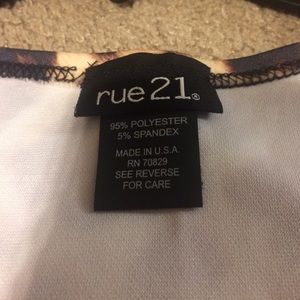 rue21®
95% POLYESTER
5% SPANDEX
MADE IN U.S.A.
RN 70829
SEE REVERSE
FOR CARE